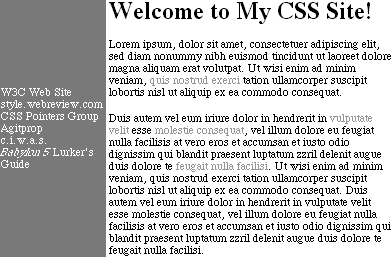 Welcome to My CSS Site!
W3C Web Site
style.webreview.com
CSS Pointers Group
Agitprop
c.i.w.a.s.
Babylon 5 Lurker's
Guide
Lorem ipsum, dolor sit amet, consectetuer adipiscing elit,
sed diam nonummy nibh euismod tincidunt ut laoreet dolore
magna aliquam erat volutpat. Ut wisi enim ad minim
veniam, quis nostrud exerci tation ullamcorper suscipit
lobortis nisl ut aliquip ex ea commodo consequat.
Duis autem vel eum iriure dolor in hendrerit in vulputate
velit esse molestie consequat, vel illum dolore eu feugiat
nulla facilisis at vero eros et accumsan et iusto odio
dignissim qui blandit praesent luptatum zzril delenit augue
duis dolore te feugait nulla facilisi. Ut wisi enim ad minim
veniam, quis nostrud exerci tation ullamcorper suscipit
lobortis nisl ut aliquip ex ea commodo consequat. Duis
autem vel eum iriure dolor in hendrerit in vulputate velit
esse molestie consequat, vel illum dolore eu feugiat nulla
facilisis at vero eros et accumsan et iusto odio dignissim qui
blandit praesent luptatum zzril delenit augue duis dolore te
feugait nulla facilisi.